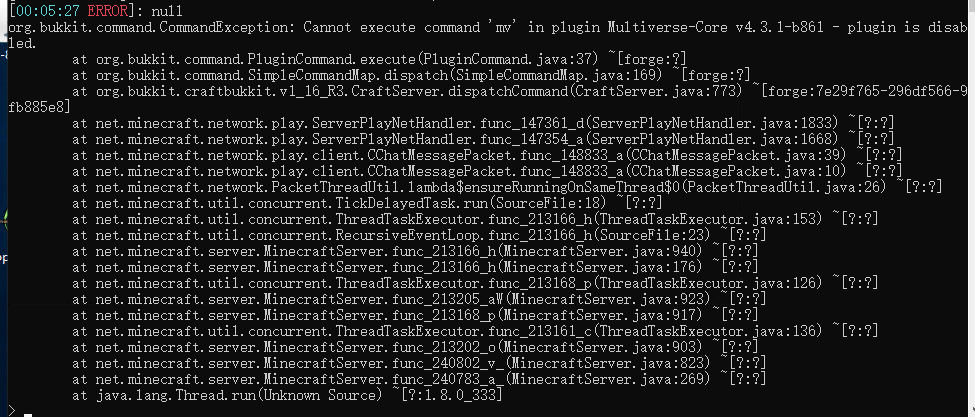 [00:05:27 ERROR]: null
org.bukkit.command.CommandException: Cannot execute command 'mv' in plugin Multiverse-Core v4.3.1-b861 - plugin is disab
led.
at org.bukkit.command.PluginCommand.execute(PluginCommand.java:37) ~[forge:?]
at org.bukkit.command.SimpleCommandMap.dispatch(SimpleCommandMap.java:169) ~[forge:?]
at org.bukkit.craftbukkit.v1_16_R3.CraftServer.dispatchCommand(CraftServer.java:773) ~[forge:7e29f765-296df566-9
fb885e8]
at net.minecraft.network.play.ServerPlayNetHandler.func_147361_d(ServerPlayNetHandler.java:1833) ~[?:?]
at net.minecraft.network.play.ServerPlayNetHandler.func_147354_a(ServerPlayNetHandler.java:1668) ~[?:?]
at net.minecraft.network.play.client.CChatMessagePacket.func_148833_a(CChatMessagePacket.java:39) ~[?:?]
at net.minecraft.network.play.client.CChatMessagePacket.func_148833_a(CChatMessagePacket.java:10) ~[?:?]
at net.minecraft.network.PacketThreadUtil.lambda$ensureRunningOnSameThread$0(PacketThreadUtil.java:26) ~[?:?]
at net.minecraft.util.concurrent.TickDelayedTask.run(SourceFile:18) ~[?:?]
at net.minecraft.util.concurrent.ThreadTaskExecutor.func_213166_h(ThreadTaskExecutor.java:153) ~[?:?]
at net.minecraft.util.concurrent.RecursiveEventLoop.func_213166_h(SourceFile:23) ~[?:?]
at net.minecraft.server.MinecraftServer.func_213166_h(MinecraftServer.java:940) ~[?:?]
at net.minecraft.server.MinecraftServer.func_213166_h(MinecraftServer.java:176) ~[?:?]
at net.minecraft.util.concurrent.ThreadTaskExecutor.func_213168_p(ThreadTaskExecutor.java:126) ~[?:?]
at net.minecraft.server.MinecraftServer.func_213205_aW(MinecraftServer.java:923) ~[?:?]
at net.minecraft.server.MinecraftServer.func_213168_p(MinecraftServer.java:917) ~[?:?]
at net.minecraft.util.concurrent.ThreadTaskExecutor.func_213161_c(ThreadTaskExecutor.java:136) ~[?:?]
at net.minecraft.server.MinecraftServer.func_213202_o(MinecraftServer.java:903) ~[?:?]
at net.minecraft.server.MinecraftServer.func_240802_v_(MinecraftServer.java:823) ~[?:?]
at net.minecraft.server.MinecraftServer.func_240783_a_(MinecraftServer.java:269) ~[?:?]
at java.lang.Thread.run(Unknown Source) ~[?:1.8.0_333]
>